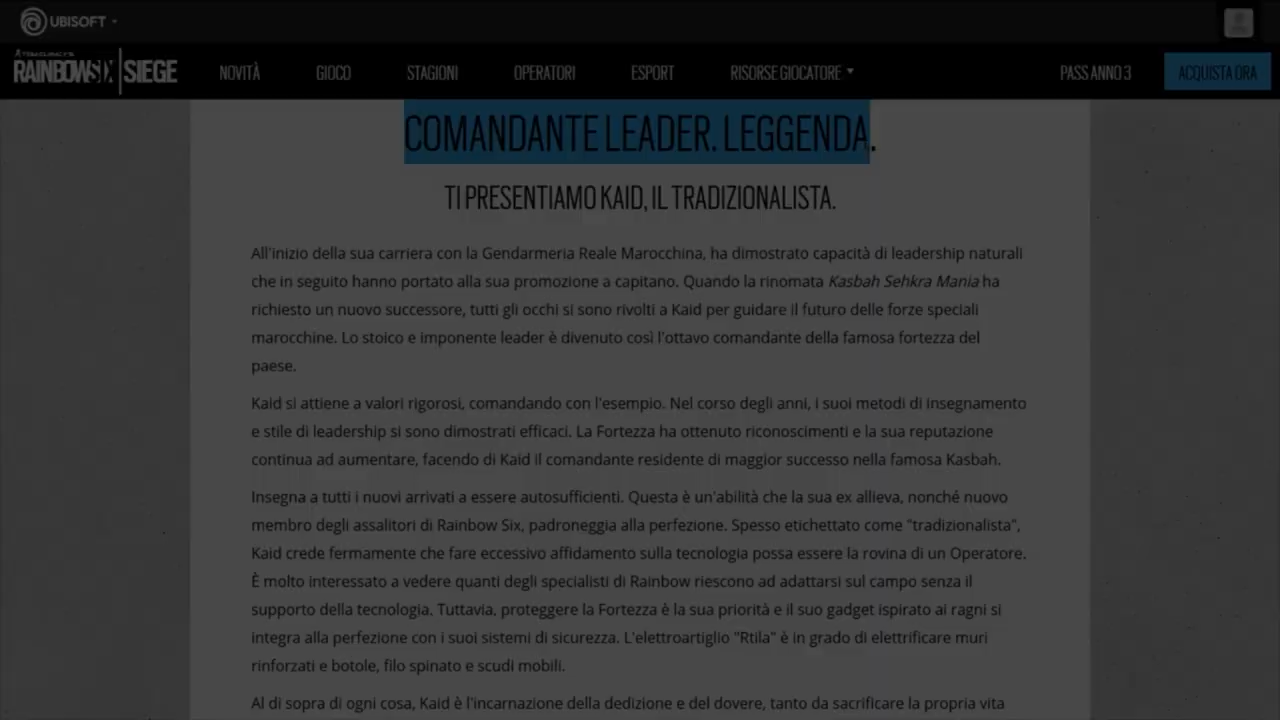 UBISOFT
TOM CLANCY'S
RAINBOWSIX SIEGE
NOVITÀ
GIOCO
STAGIONI
OPERATORI
ESPORT
RISORSE GIOCATORE
PASS ANNO 3
ACQUISTA ORA
COMANDANTE LEADER. LEGGENDA.
TI PRESENTIAMO KAID, IL TRADIZIONALISTA.
All'inizio della sua carriera con la Gendarmeria Reale Marocchina, ha dimostrato capacità di leadership naturali
che in seguito hanno portato alla sua promozione a capitano. Quando la rinomata Kasbah Sehkra Mania ha
richiesto un nuovo successore, tutti gli occhi si sono rivolti a Kaid per guidare il futuro delle forze speciali
marocchine. Lo stoico e imponente leader è divenuto così l'ottavo comandante della famosa fortezza del
paese.
Kaid si attiene a valori rigorosi, comandando con l'esempio. Nel corso degli anni, i suoi metodi di insegnamento
e stile di leadership si sono dimostrati efficaci. La Fortezza ha ottenuto riconoscimenti e la sua reputazione
continua ad aumentare, facendo di Kaid il comandante residente di maggior successo nella famosa Kasbah.
Insegna a tutti i nuovi arrivati a essere autosufficienti. Questa è un'abilità che la sua ex allieva, nonché nuovo
membro degli assalitori di Rainbow Six, padroneggia alla perfezione. Spesso etichettato come "tradizionalista",
Kaid crede fermamente che fare eccessivo affidamento sulla tecnologia possa essere la rovina di un Operatore.
È molto interessato a vedere quanti degli specialisti di Rainbow riescono ad adattarsi sul campo senza il
supporto della tecnologia. Tuttavia, proteggere la Fortezza è la sua priorità e il suo gadget ispirato ai ragni si
integra alla perfezione con i suoi sistemi di sicurezza. L'elettroartiglio "Rtila" è in grado di elettrificare muri
rinforzati e botole, filo spinato e scudi mobili.
Al di sopra di ogni cosa, Kaid è l'incarnazione della dedizione e del dovere, tanto da sacrificare la propria vita